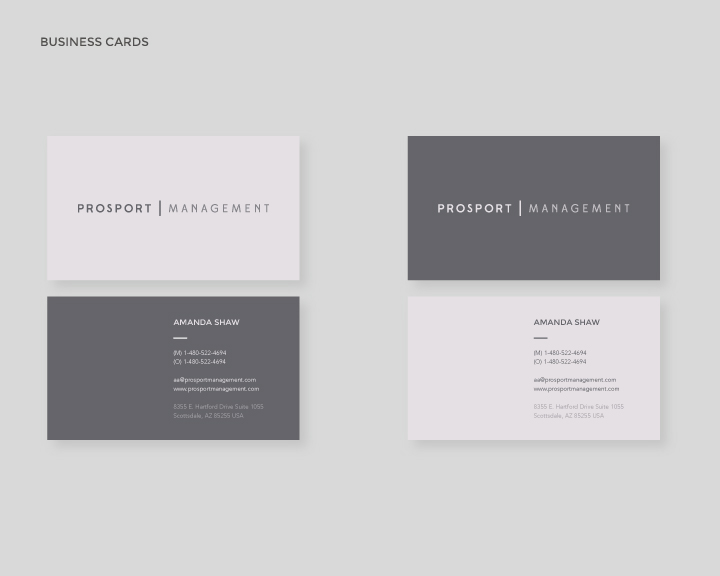 BUSINESS CARDS
PROSPORT | MANAGEMENT
AMANDA SHAW
(M) 1-480-522-4694
(O) 1-480-522-4694
aa@prosportmanagement.com
www.prosportmanagement.com
8355 E. Hartford Drive Suite 1055
Scottsdale, AZ 85255 USA
PROSPORT | MANAGEMENT
AMANDA SHAW
(M) 1-480-522-4694
(O) 1-480-522-4694
aa@prosportmanagement.com
www.prosportmanagement.com
8355 E. Hartford Drive Suite 1055
Scottsdale, AZ 85255 USA